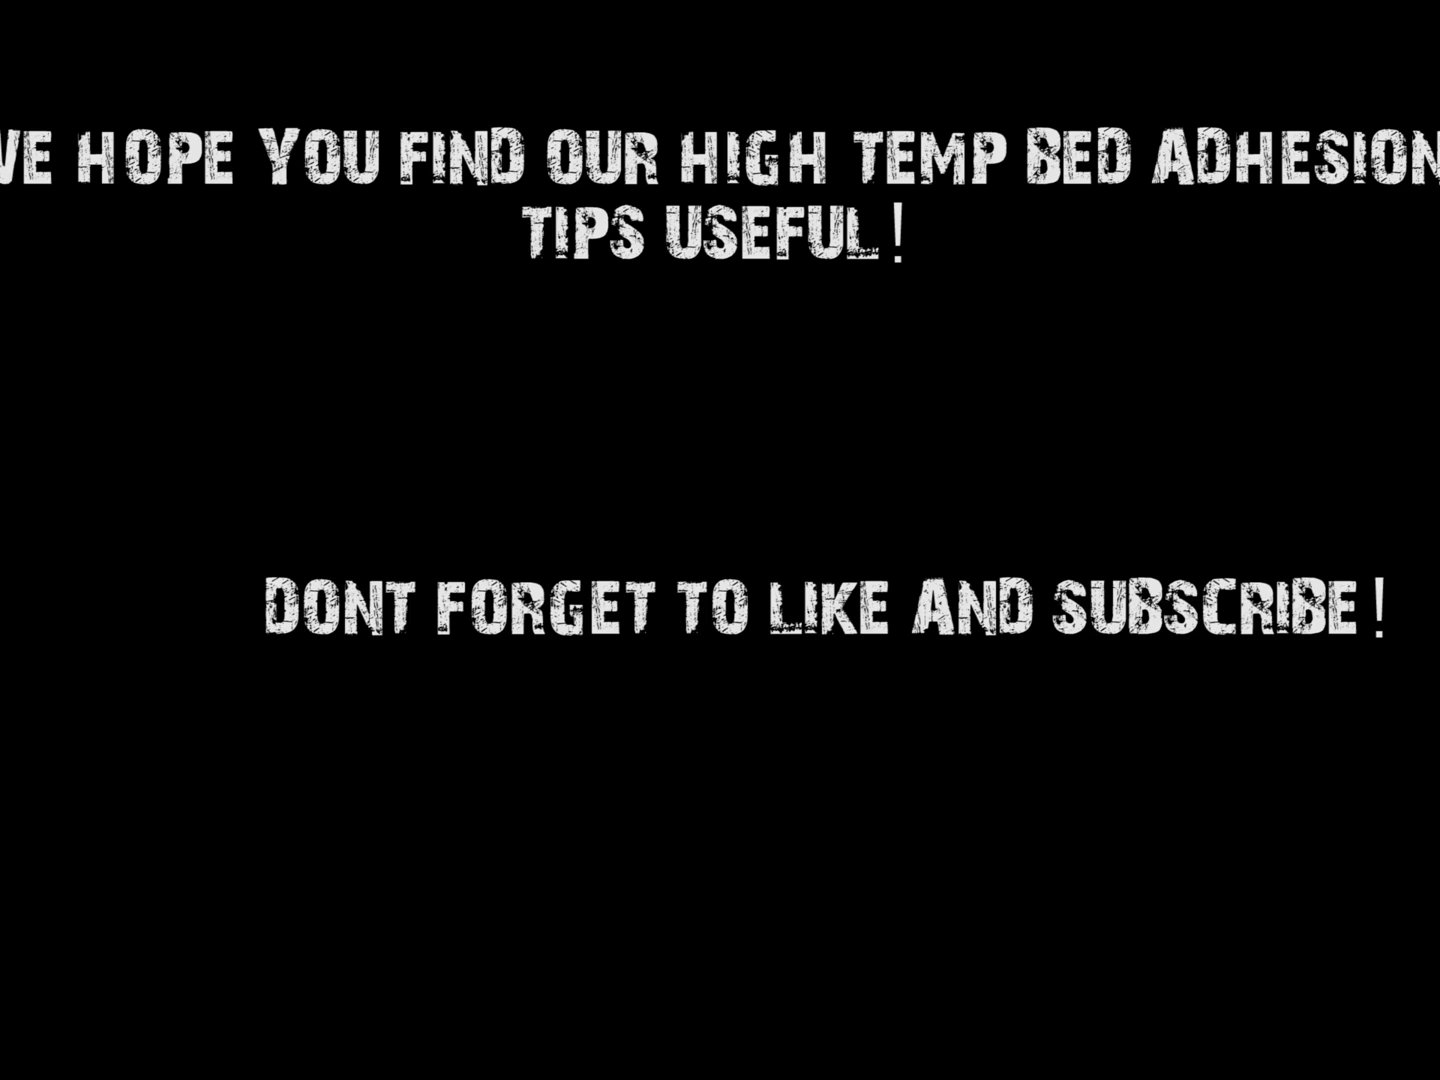 WE HOPE YOU FIND OUR HIGH TEMP BED ADHESION
TIPS USEFUL!
DONT FORGET TO LIKE AND SUBSCRIBE!